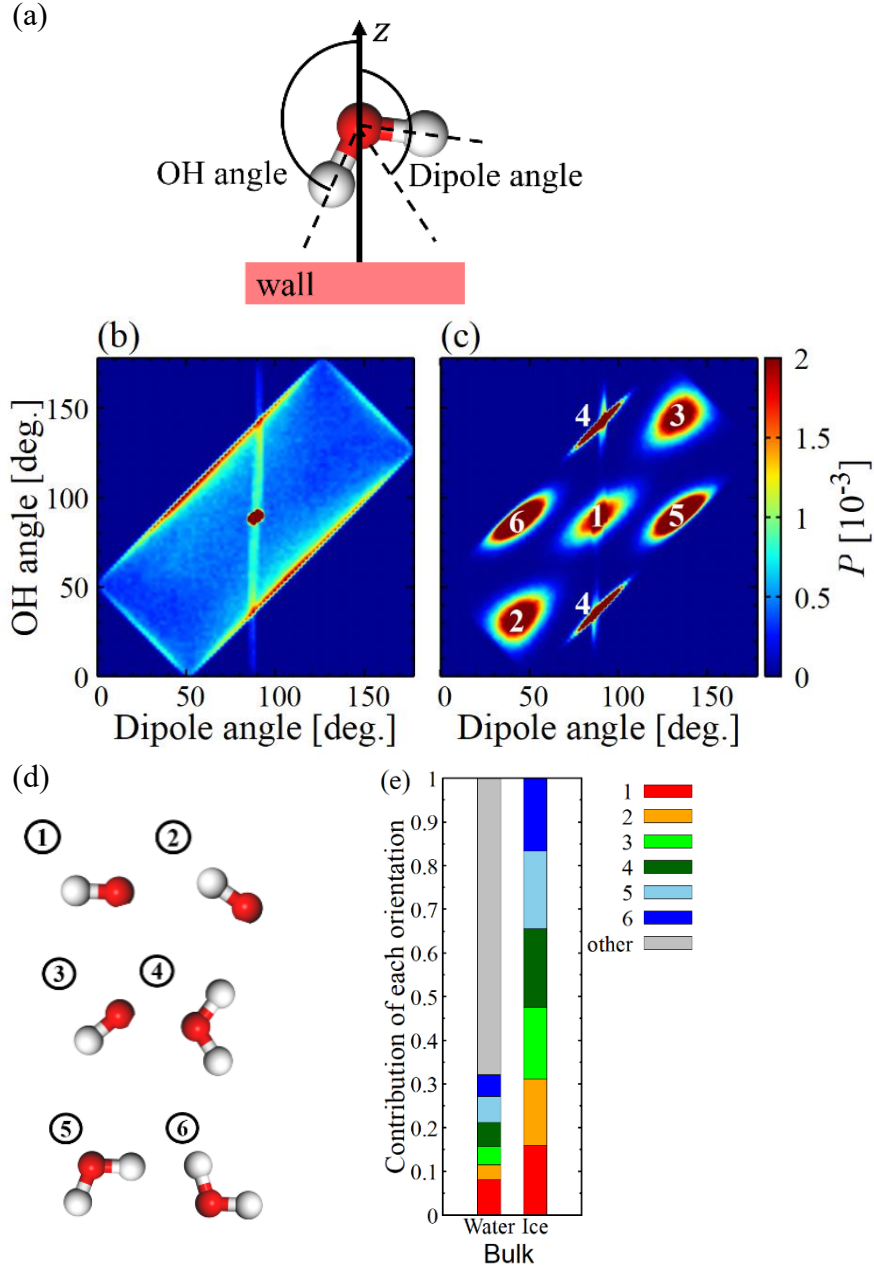 (a)
z
OH angle
Dipole angle
wall
(b)
(c)
OH angle [deg.]
150
100
50
0
0
50
100
150
Dipole angle [deg.]
4
3
6
1
5
2
4
0
50
100
150
Dipole angle [deg.]
2
1.5
1
0.5
0
P [10⁻³]
(d)
1
2
3
4
5
6
(e)
Contribution of each orientation
1
0.9
0.8
0.7
0.6
0.5
0.4
0.3
0.2
0.1
0
Water Ice
Bulk
1
2
3
4
5
6
other